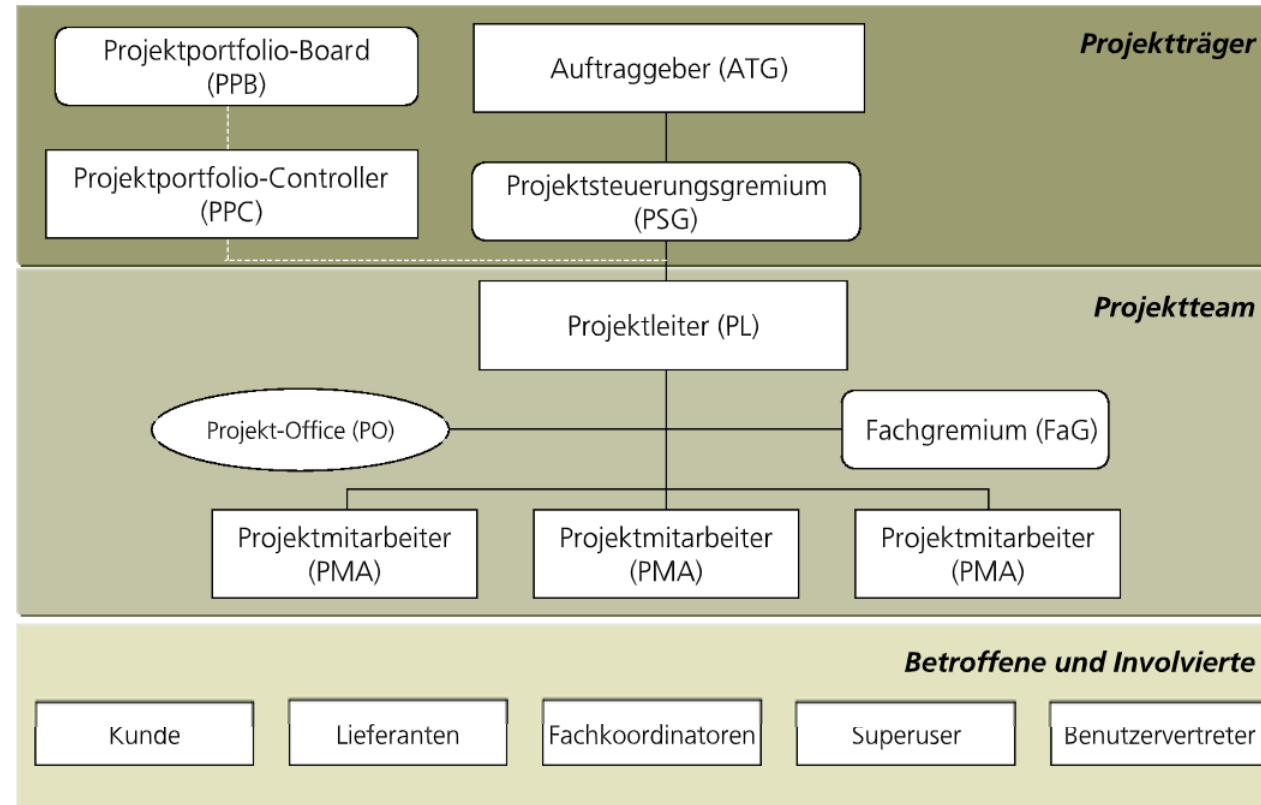 Projektträger
Projektportfolio-Board
(PPB)
Auftraggeber (ATG)
Projektportfolio-Controller
(PPC)
Projektsteuerungsgremium
(PSG)
Projektteam
Projektleiter (PL)
Projekt-Office (PO)
Fachgremium (FaG)
Projektmitarbeiter
(PMA)
Projektmitarbeiter
(PMA)
Projektmitarbeiter
(PMA)
Betroffene und Involvierte
Kunde
Lieferanten
Fachkoordinatoren
Superuser
Benutzervertreter